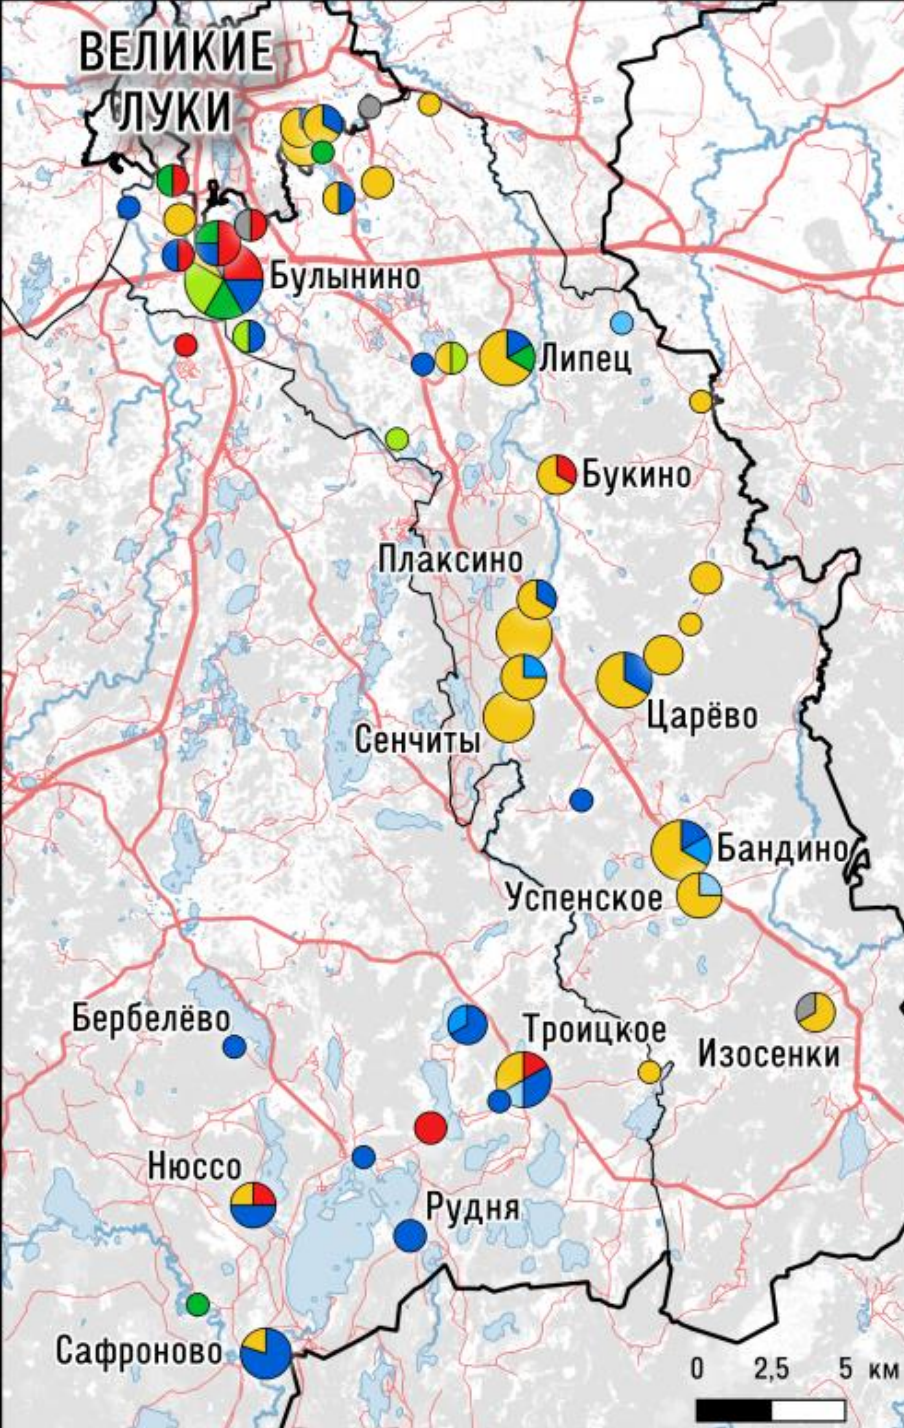 ВЕЛИКИЕ
ЛУКИ
Булынино
Липец
Букино
Плаксино
Царёво
Сенчиты
Бандино
Успенское
Бербелёво
Троицкое
Изосенки
Нюссо
Рудня
Сафроново
0 2,5 5 км